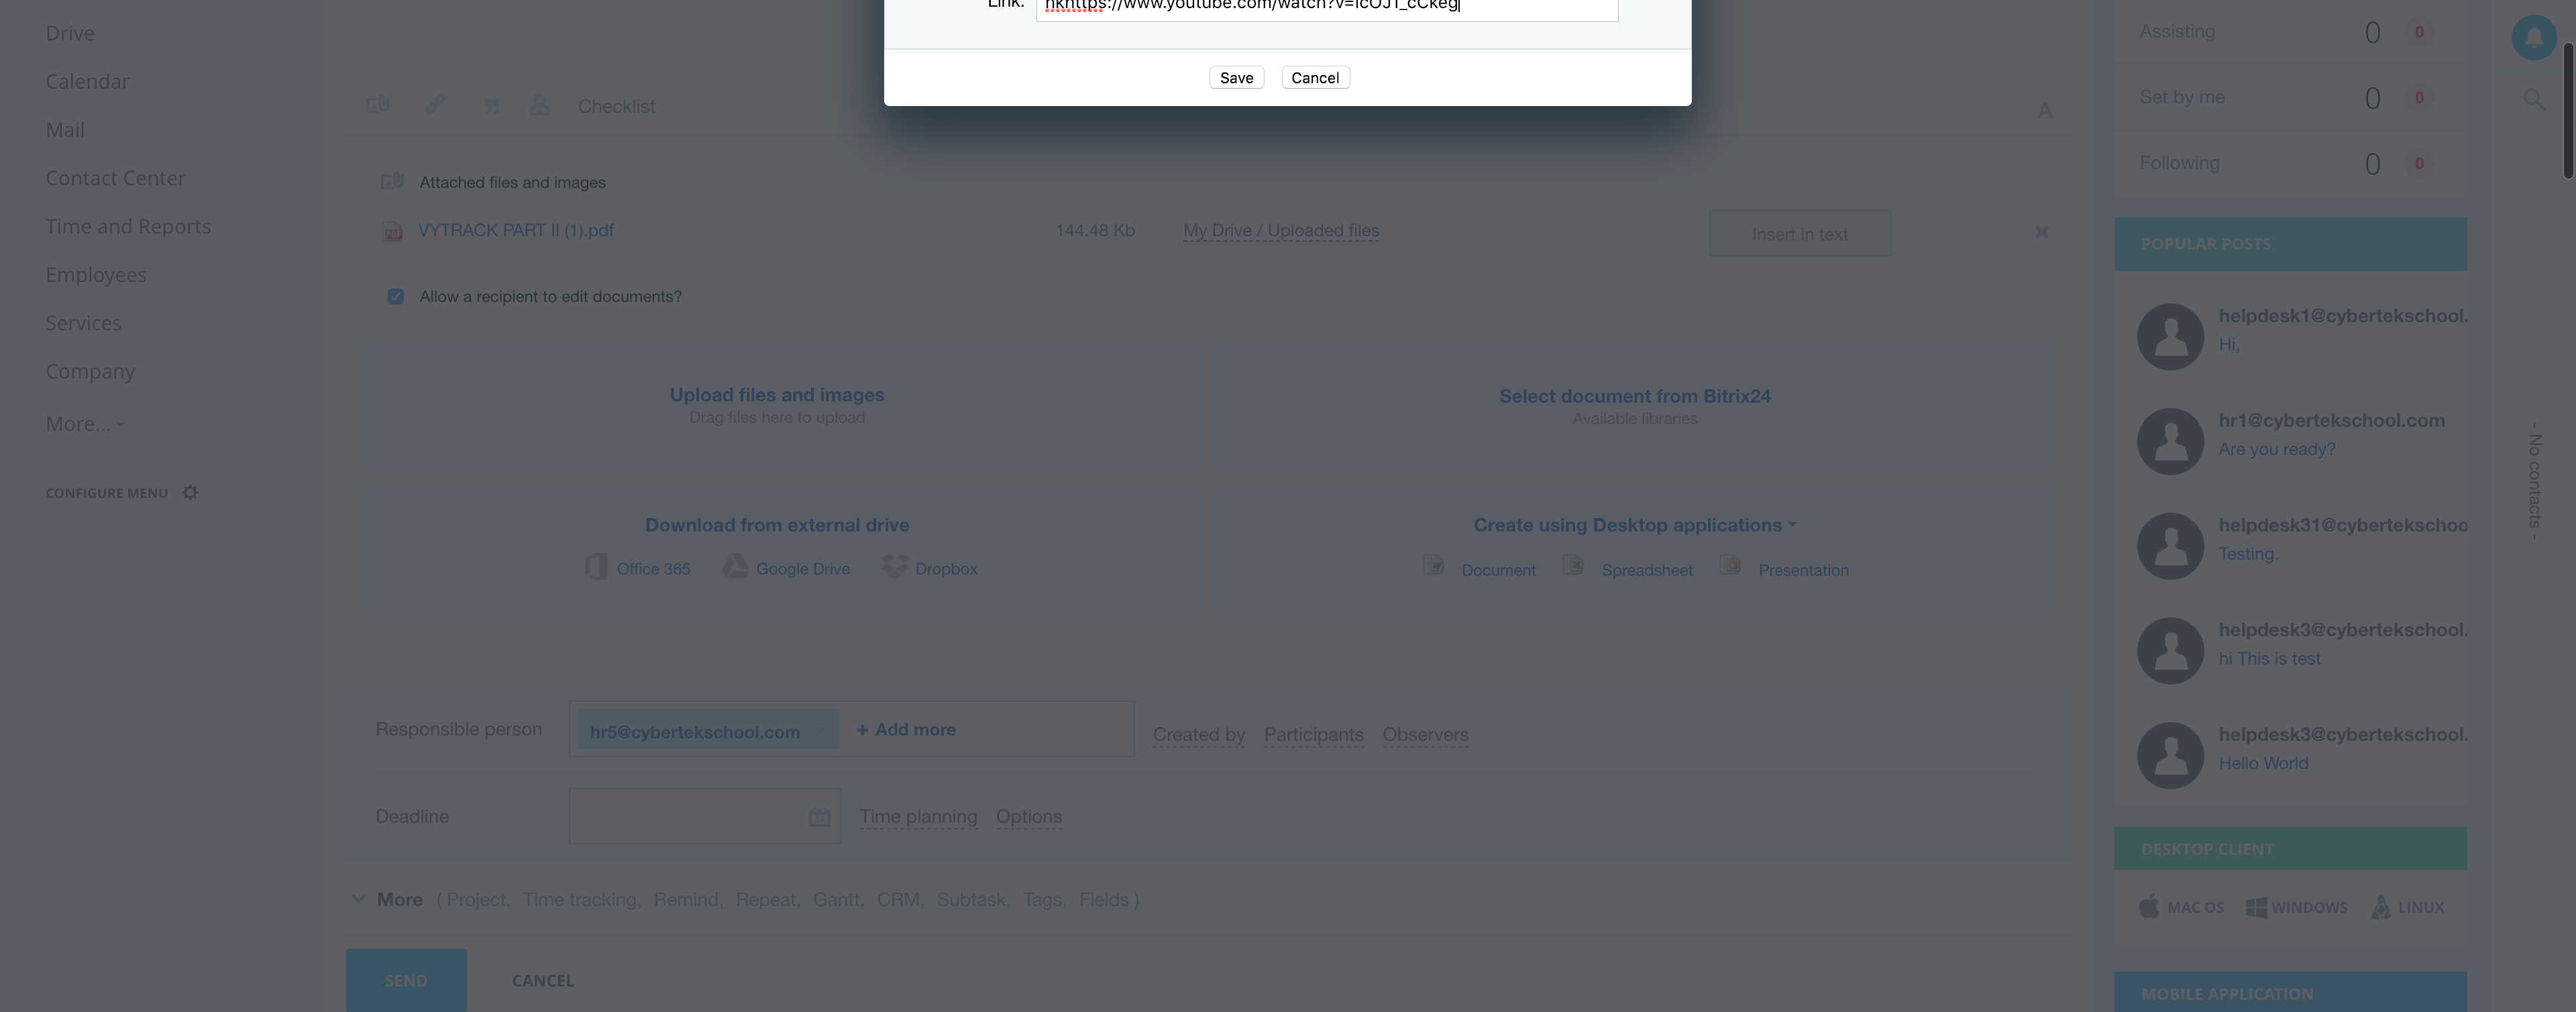 Drive
Calendar
Mail
Contact Center
Time and Reports
Employees
Services
Company
More...
CONFIGURE MENU
Link:
Save Cancel
Checklist
A
Attached files and images
VYTRACK PART II (1).pdf 144.48 Kb My Drive / Uploaded files Insert in text
Allow a recipient to edit documents?
Upload files and images
Drag files here to upload
Select document from Bitrix24
Available libraries
Download from external drive
Office 365 Google Drive Dropbox
Create using Desktop applications
Document Spreadsheet Presentation
Responsible person hr5@cybertekschool.com + Add more Created by Participants Observers
Deadline Time planning Options
More ( Project, Time tracking, Remind, Repeat, Gantt, CRM, Subtask, Tags, Fields )
SEND CANCEL
Assisting 0 0
Set by me 0 0
Following 0 0
POPULAR POSTS
helpdesk1@cybertekschool.
Hi,
hr1@cybertekschool.com
Are you ready?
helpdesk31@cybertekschoo
Testing.
helpdesk3@cybertekschool.
hi This is test
helpdesk3@cybertekschool.
Hello World
DESKTOP CLIENT
MAC OS WINDOWS LINUX
MOBILE APPLICATION
- No contacts -